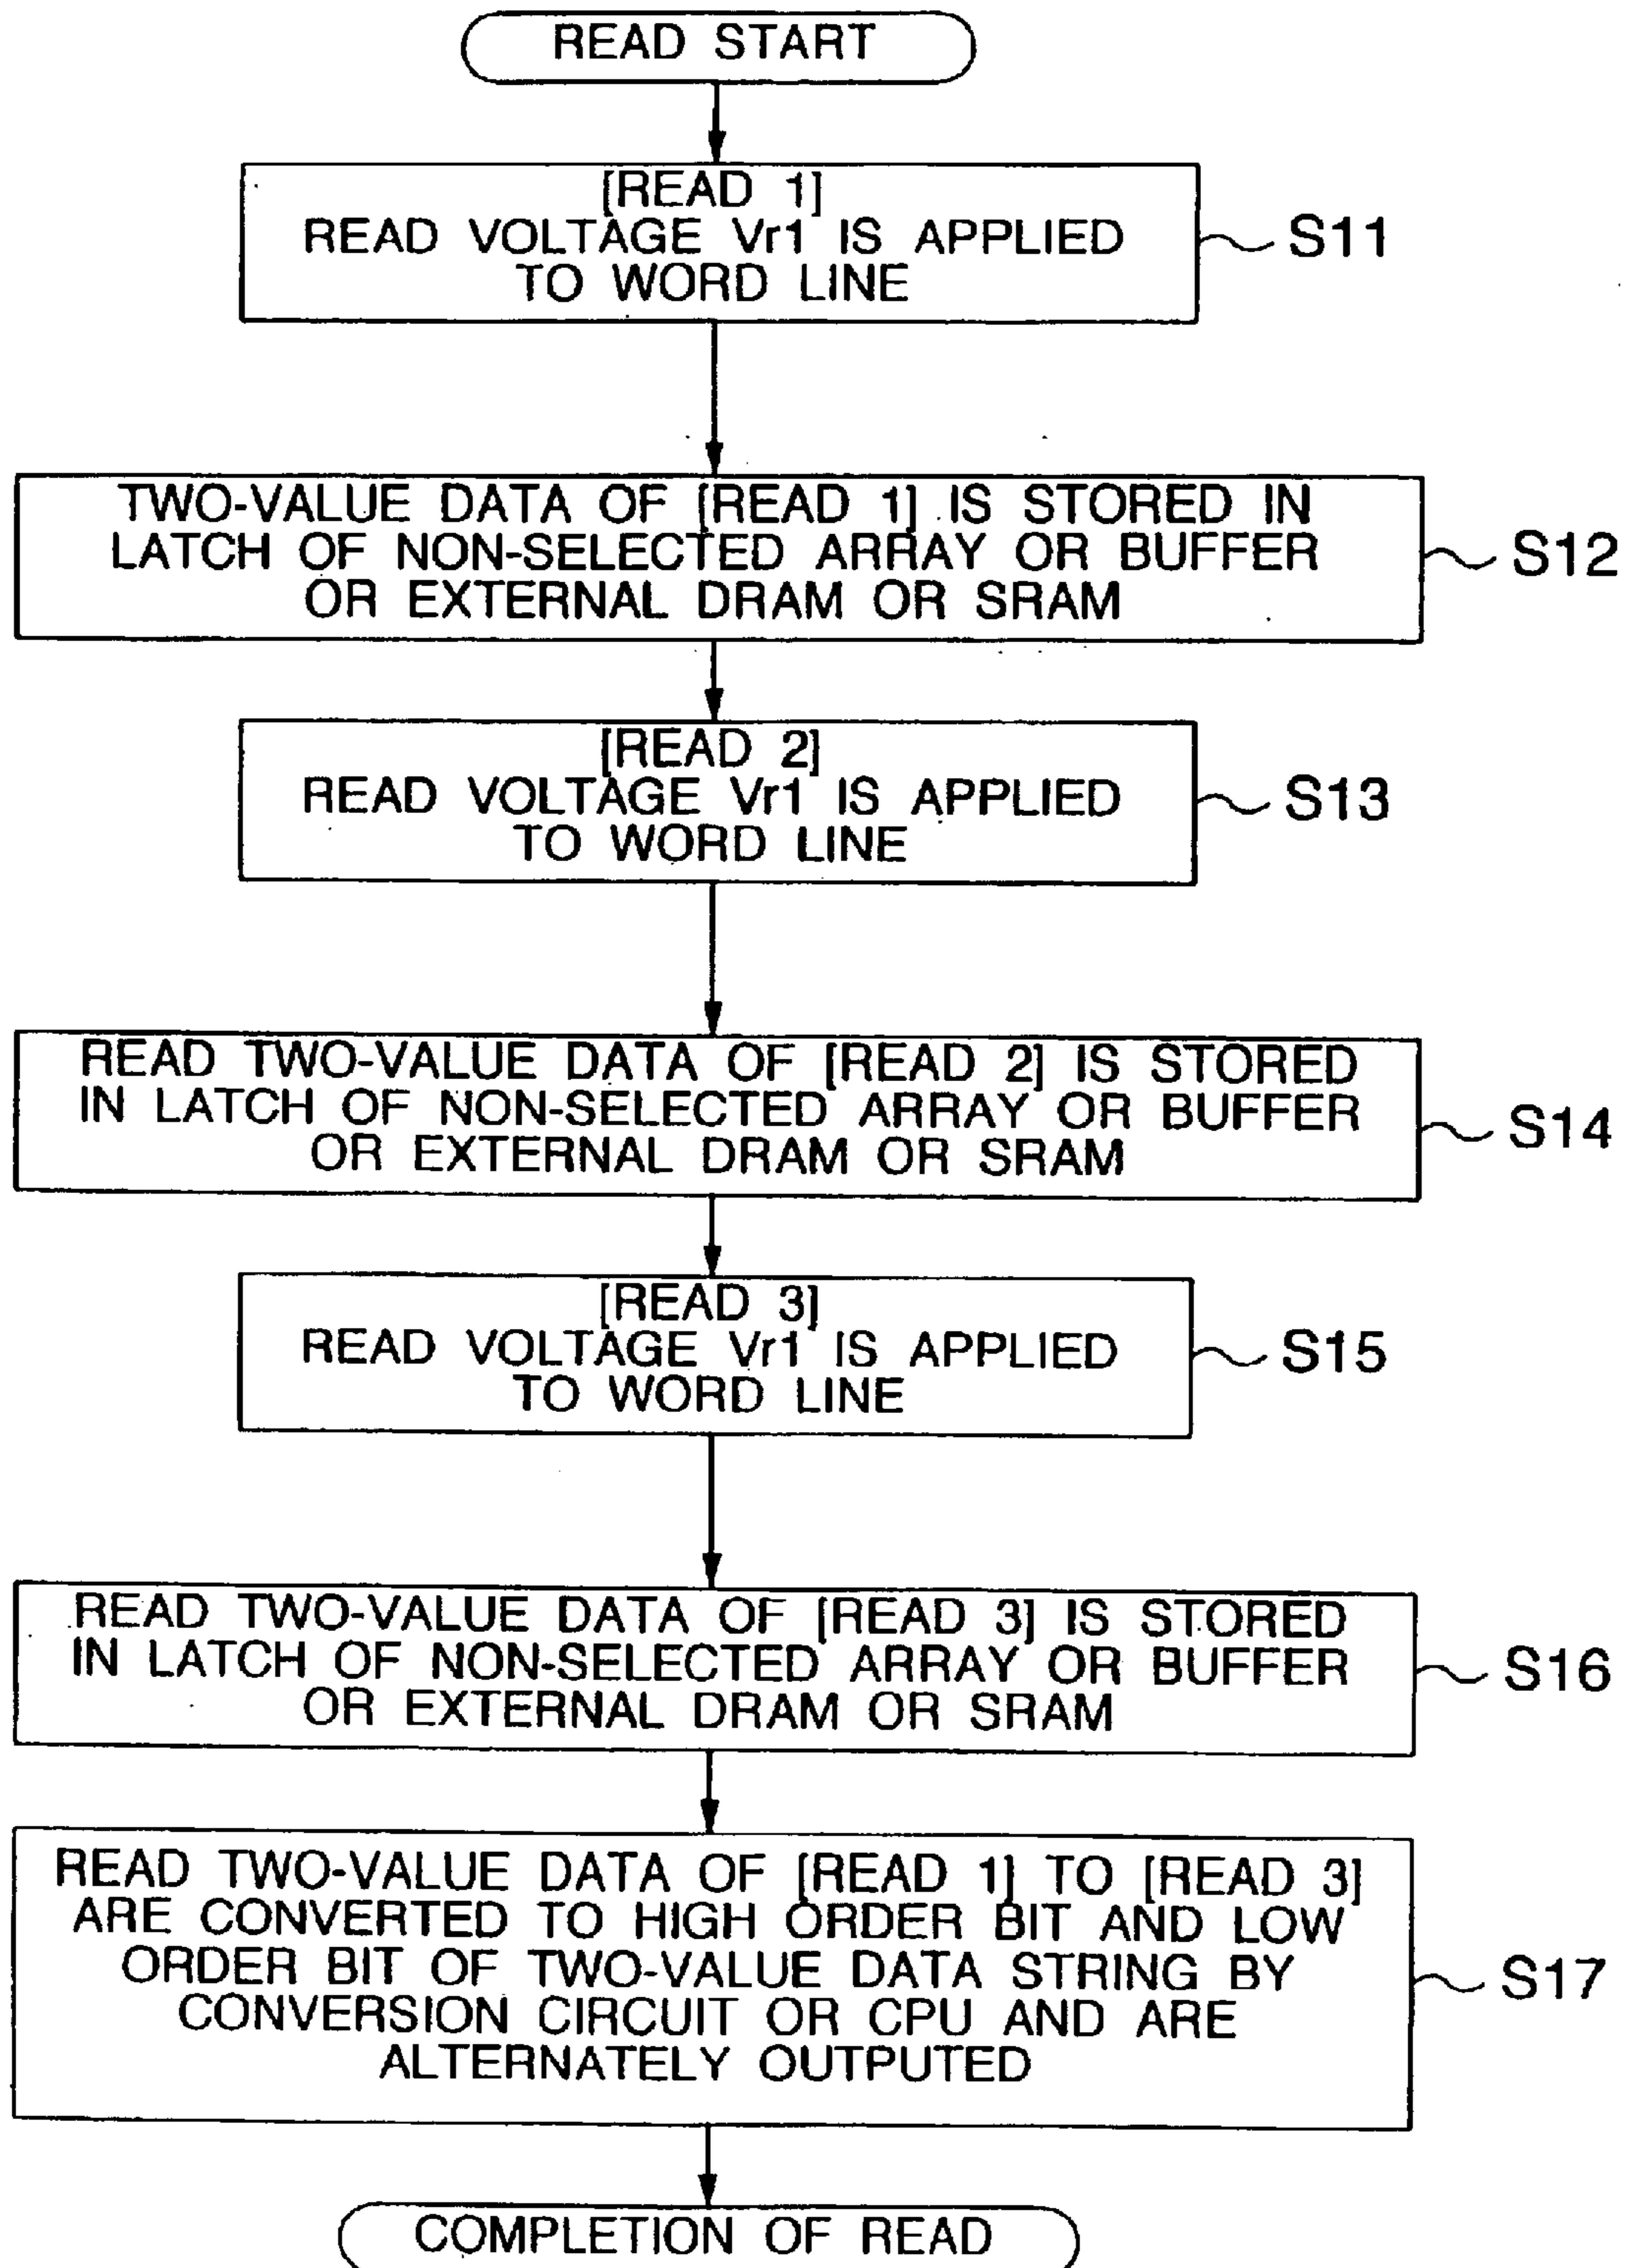 READ START
[READ 1]
READ VOLTAGE Vr1 IS APPLIED
TO WORD LINE
S11
TWO-VALUE DATA OF [READ 1] IS STORED IN
LATCH OF NON-SELECTED ARRAY OR BUFFER
OR EXTERNAL DRAM OR SRAM
S12
[READ 2]
READ VOLTAGE Vr1 IS APPLIED
TO WORD LINE
S13
READ TWO-VALUE DATA OF [READ 2] IS STORED
IN LATCH OF NON-SELECTED ARRAY OR BUFFER
OR EXTERNAL DRAM OR SRAM
S14
[READ 3]
READ VOLTAGE Vr1 IS APPLIED
TO WORD LINE
S15
READ TWO-VALUE DATA OF [READ 3] IS STORED
IN LATCH OF NON-SELECTED ARRAY OR BUFFER
OR EXTERNAL DRAM OR SRAM
S16
READ TWO-VALUE DATA OF [READ 1] TO [READ 3]
ARE CONVERTED TO HIGH ORDER BIT AND LOW
ORDER BIT OF TWO-VALUE DATA STRING BY
CONVERSION CIRCUIT OR CPU AND ARE
ALTERNATELY OUTPUTED
S17
COMPLETION OF READ